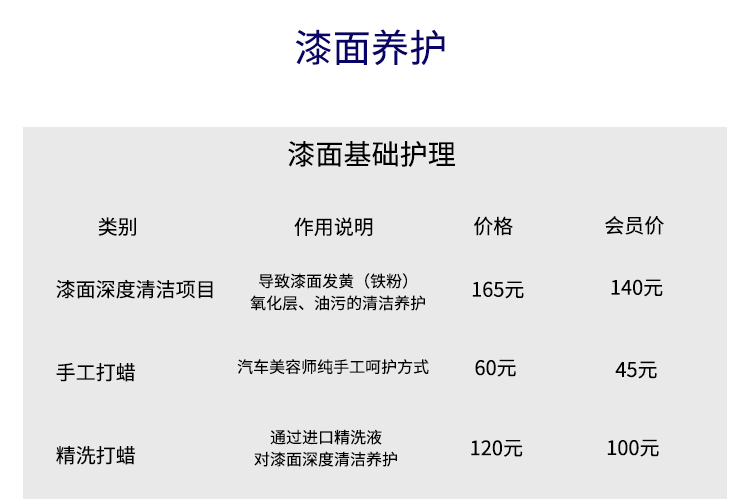 漆面养护
漆面基础护理
类别 作用说明 价格 会员价
漆面深度清洁项目 导致漆面发黄（铁粉） 165元 140元
氧化层、油污的清洁养护
手工打蜡 汽车美容师纯手工呵护方式 60元 45元
精洗打蜡 通过进口精洗液 120元 100元
对漆面深度清洁养护